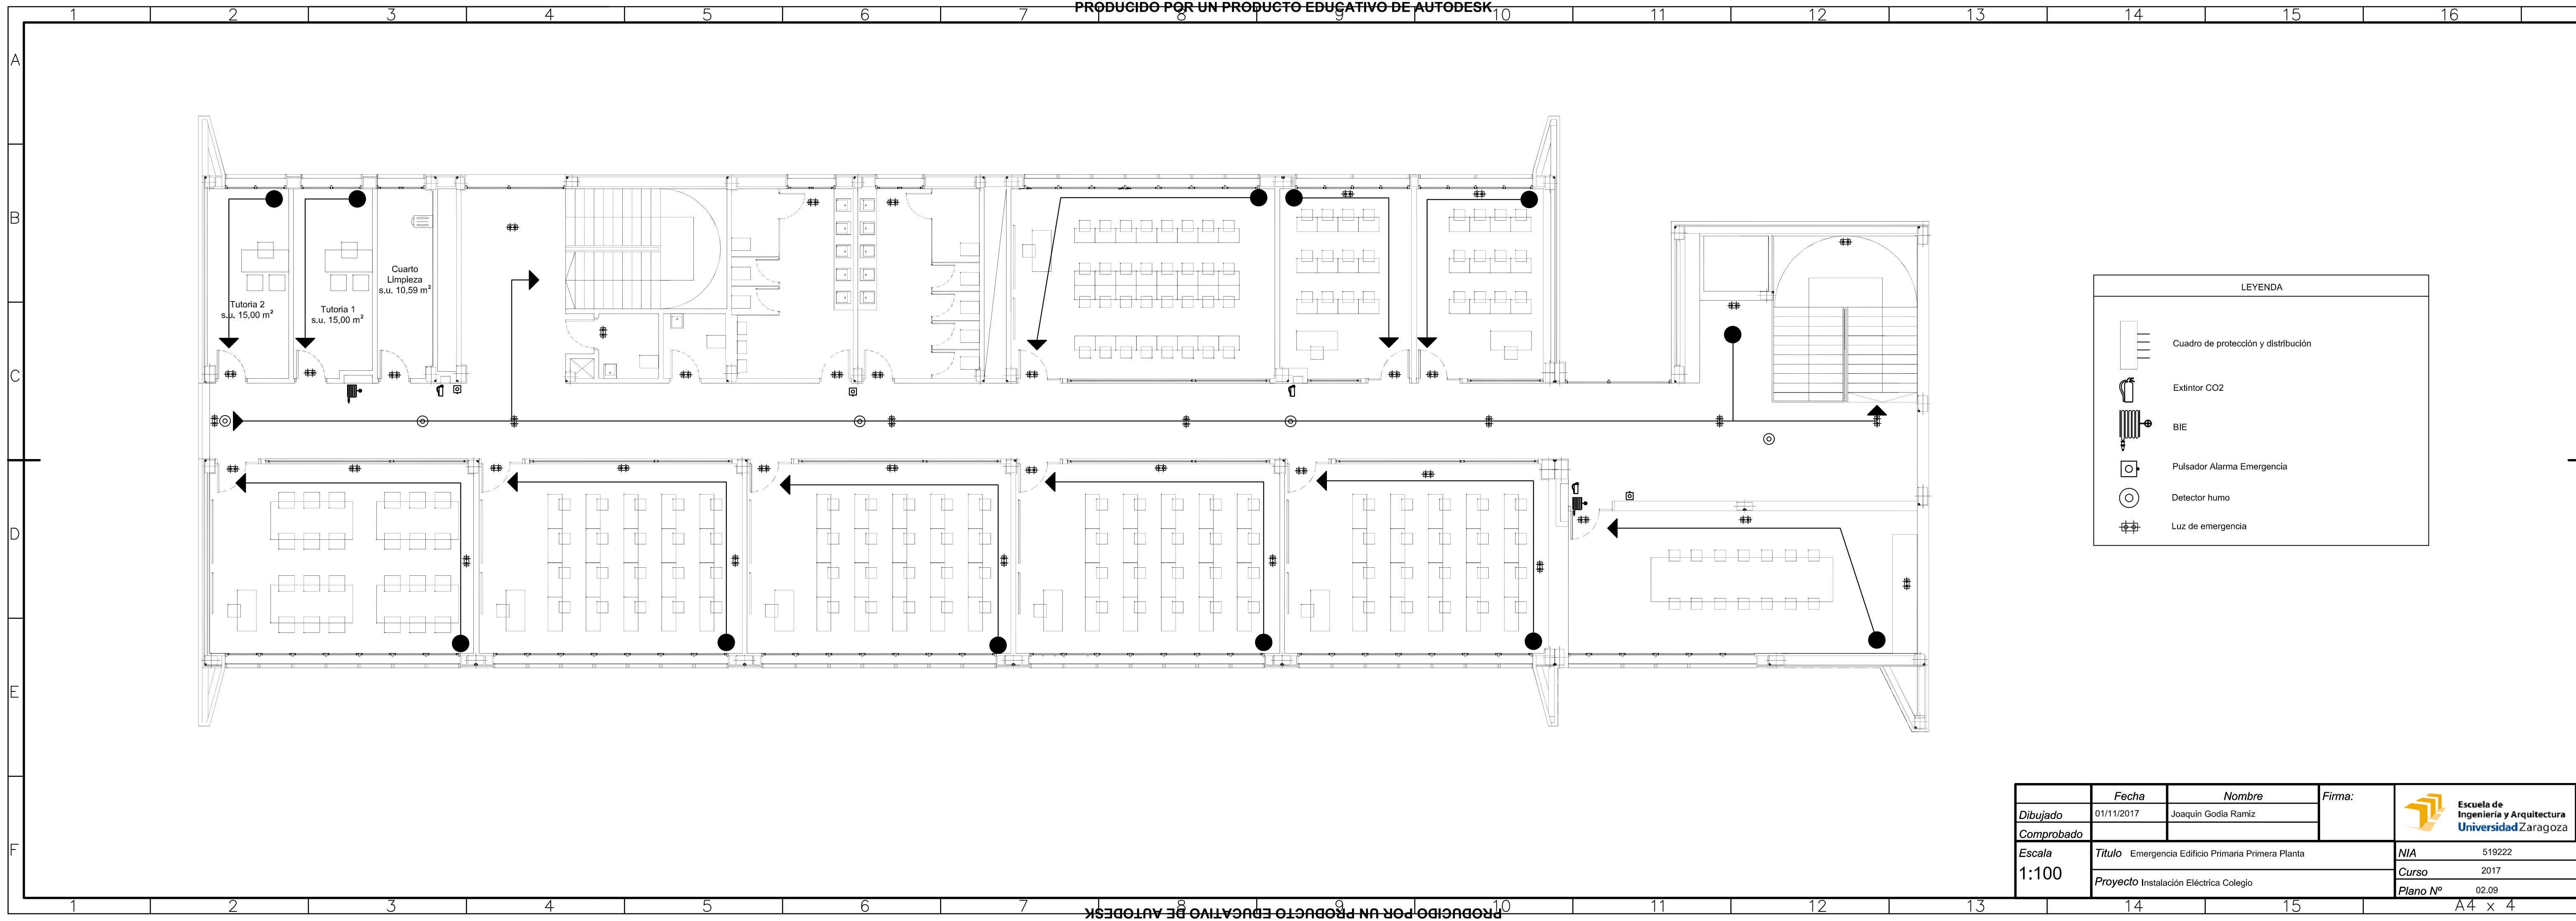 PRODUCIDO POR UN PRODUCTO EDUCATIVO DE AUTODESK
1 2 3 4 5 6 7 8 9 10 11 12 13 14 15 16
A
B
C
D
E
F
Tutoria 2
s.u. 15,00 m²
Tutoria 1
s.u. 15,00 m²
Cuarto
Limpieza
s.u. 10,59 m²
LEYENDA
Cuadro de protección y distribución
Extintor CO2
BIE
Pulsador Alarma Emergencia
Detector humo
Luz de emergencia
Fecha Nombre Firma:
Dibujado 01/11/2017 Joaquín Godia Ramiz
Comprobado
Escala
1:100
Titulo Emergencia Edificio Primaria Primera Planta
Proyecto Instalación Eléctrica Colegio
Escuela de
Ingeniería y Arquitectura
Universidad Zaragoza
NIA 519222
Curso 2017
Plano Nº 02.09
1 2 3 4 5 6 7 8 9 10 11 12 13 14 15 A4 x 4
PRODUCIDO POR UN PRODUCTO EDUCATIVO DE AUTODESK